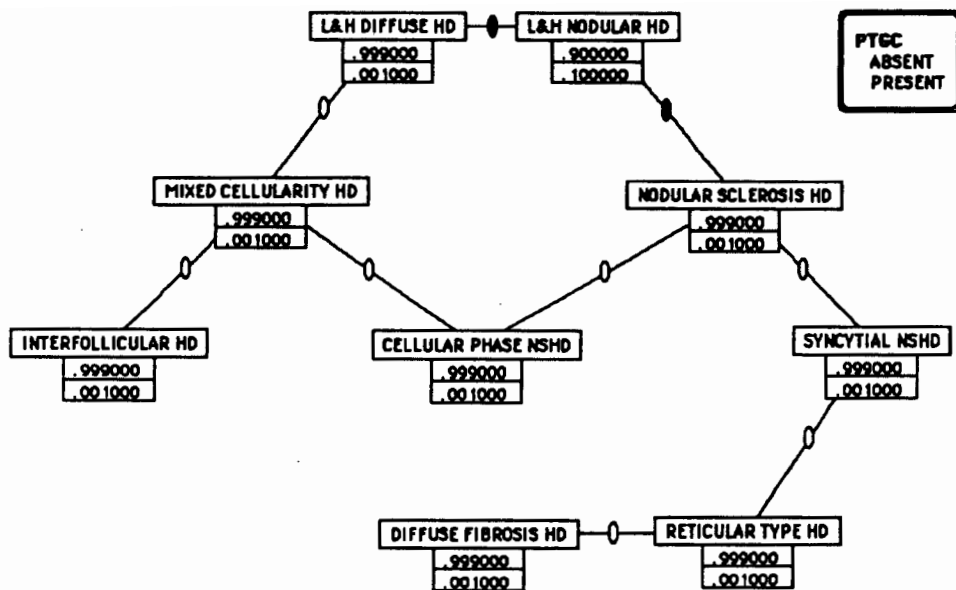 L&H DIFFUSE HD
.999000
.001000
L&H NODULAR HD
.900000
.100000
PTGC
ABSENT
PRESENT
MIXED CELLULARITY HD
.999000
.001000
NODULAR SCLEROSIS HD
.999000
.001000
INTERFOLLICULAR HD
.999000
.001000
CELLULAR PHASE NSHD
.999000
.001000
SYNCYTIAL NSHD
.999000
.001000
DIFFUSE FIBROSIS HD
.999000
.001000
RETICULAR TYPE HD
.999000
.001000